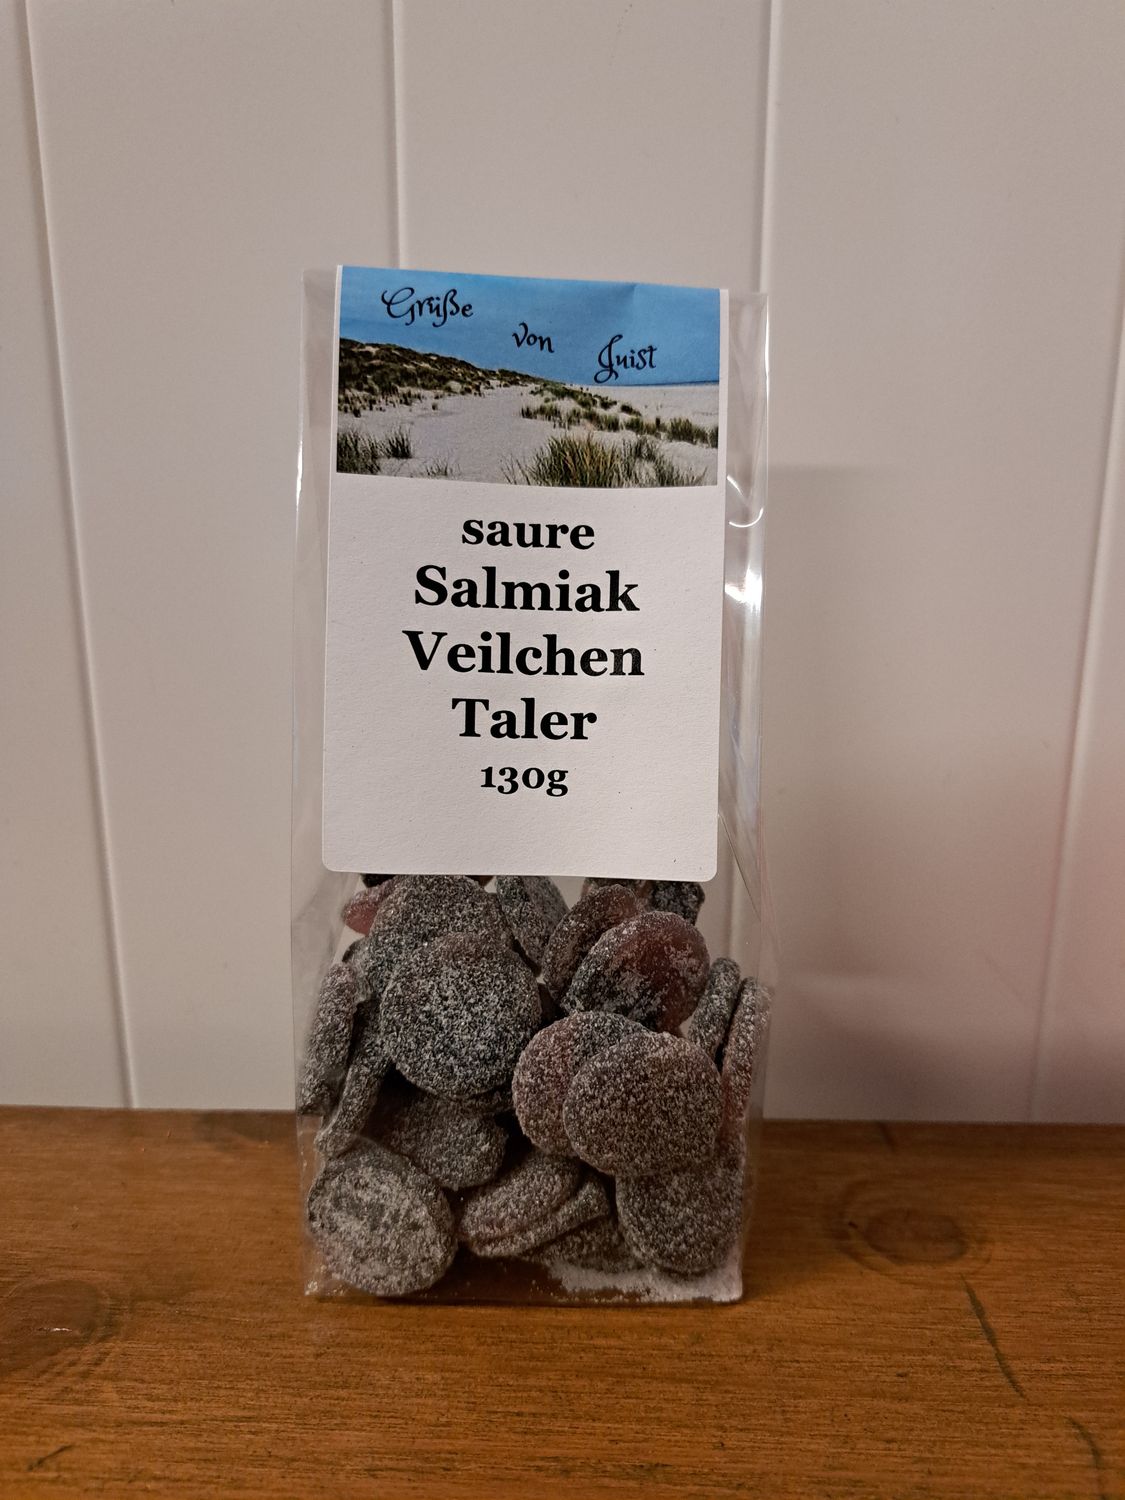 Grüße von Juist
saure
Salmiak
Veilchen
Taler
130g